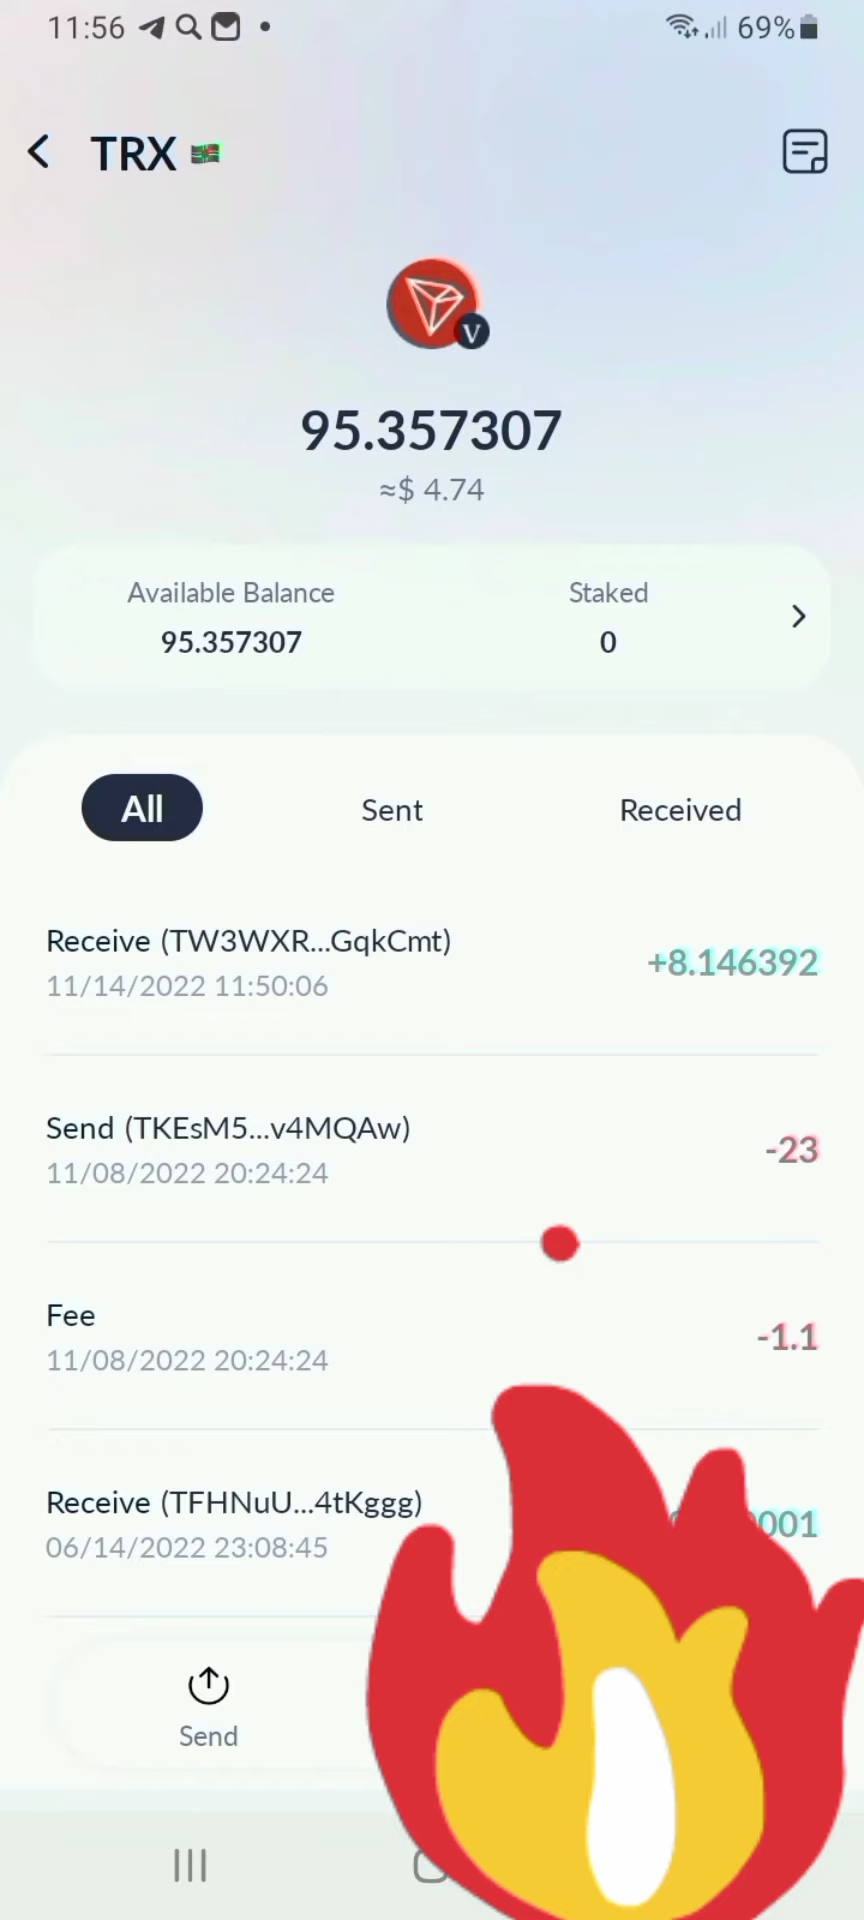 11:56 69%
TRX
V
95.357307
≈$ 4.74
Available Balance Staked
95.357307 0
All Sent Received
Receive (TW3WXR...GqkCmt)
+8.146392
11/14/2022 11:50:06
Send (TKEsM5...v4MQAw)
-23
11/08/2022 20:24:24
Fee
-1.1
11/08/2022 20:24:24
Receive (TFHNuU...4tKggg)
06/14/2022 23:08:45
Send